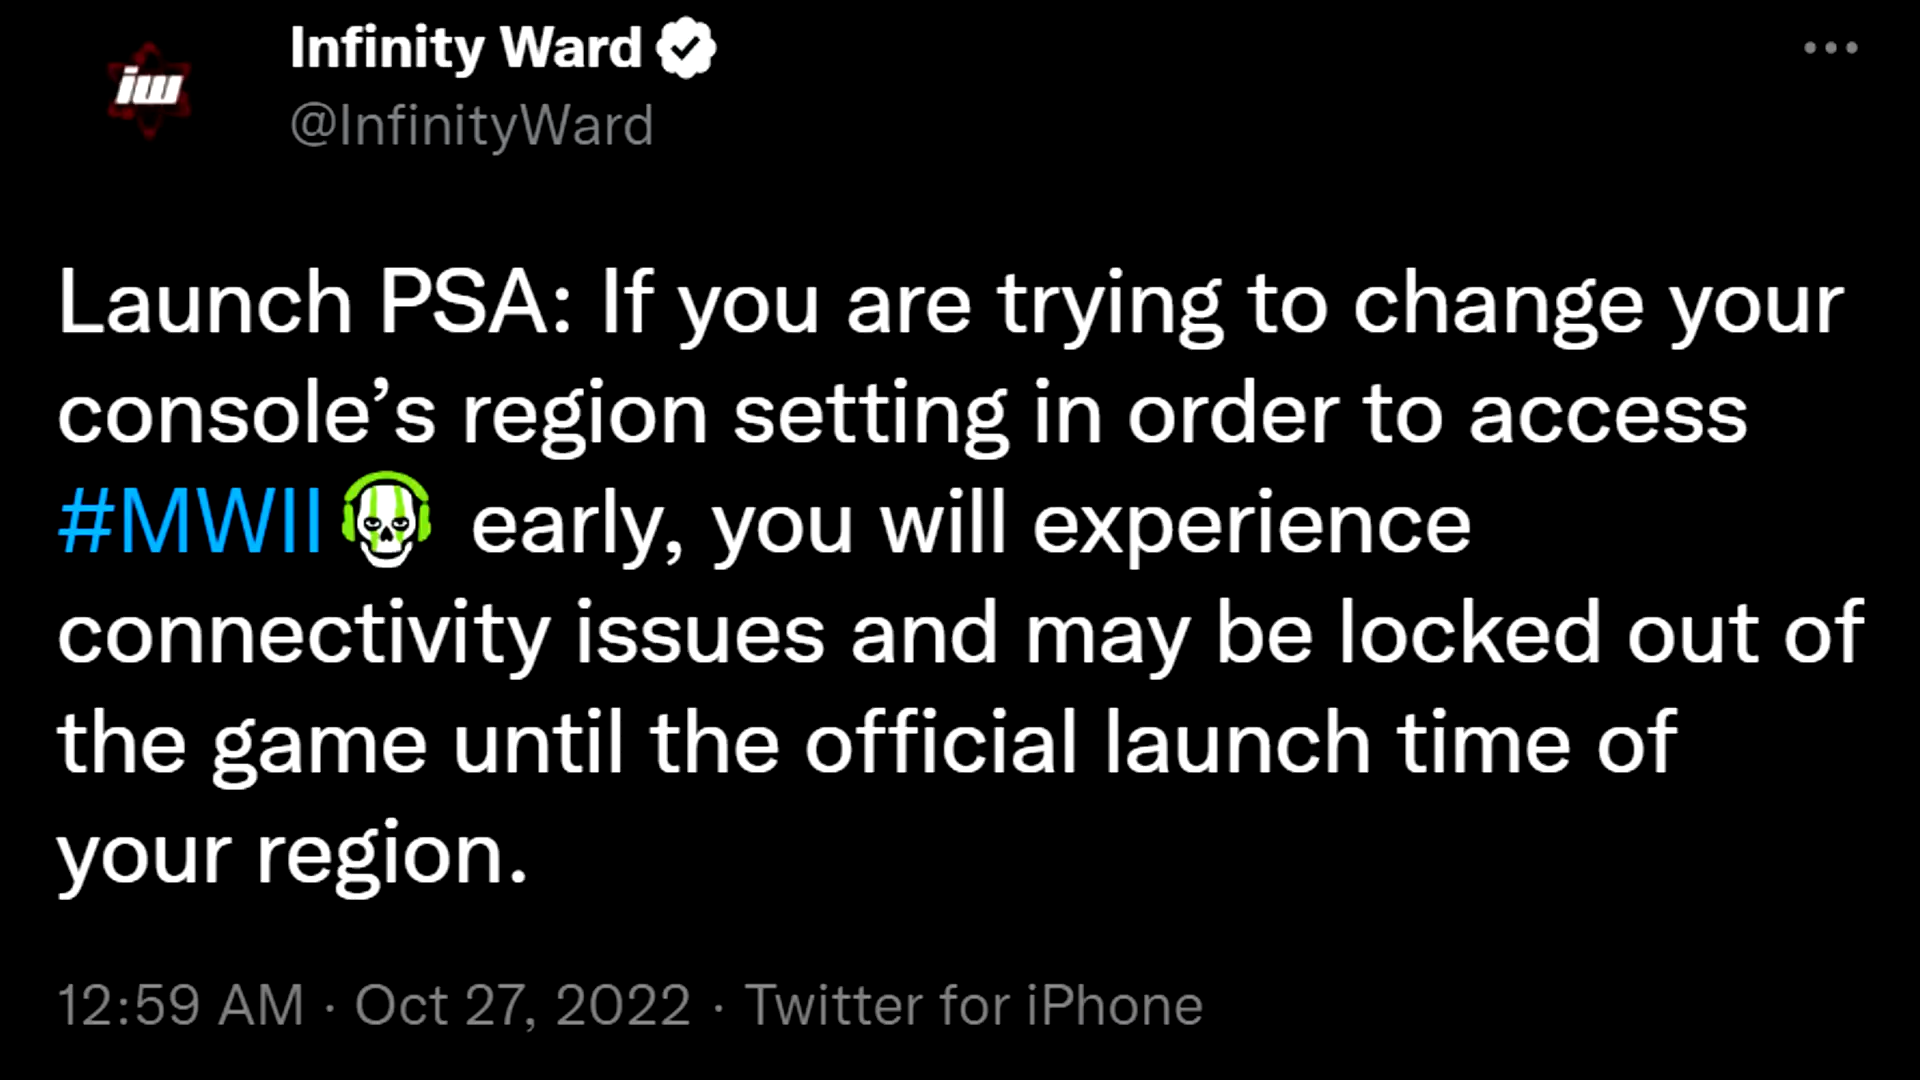 Infinity Ward
iw
@InfinityWard
Launch PSA: If you are trying to change your
console’s region setting in order to access
#MWII early, you will experience
connectivity issues and may be locked out of
the game until the official launch time of
your region.
12:59 AM · Oct 27, 2022 · Twitter for iPhone